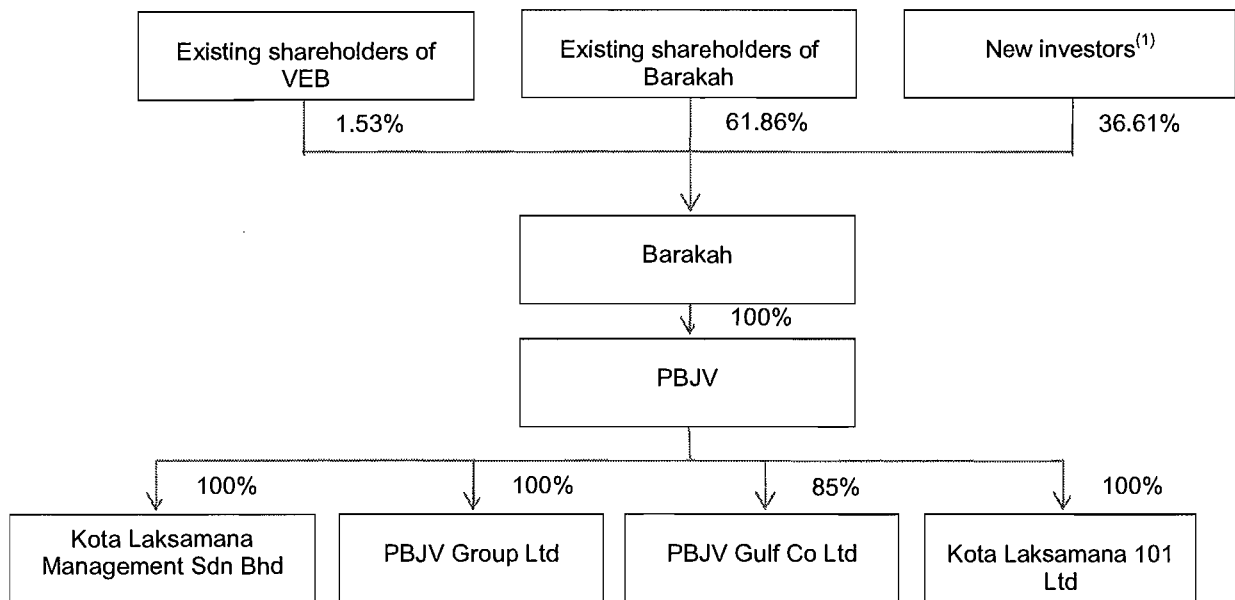 Existing shareholders of
VEB
Existing shareholders of
Barakah
New investors(1)
1.53%
61.86%
36.61%
Barakah
100%
PBJV
100%
100%
85%
100%
Kota Laksamana
Management Sdn Bhd
PBJV Group Ltd
PBJV Gulf Co Ltd
Kota Laksamana 101
Ltd